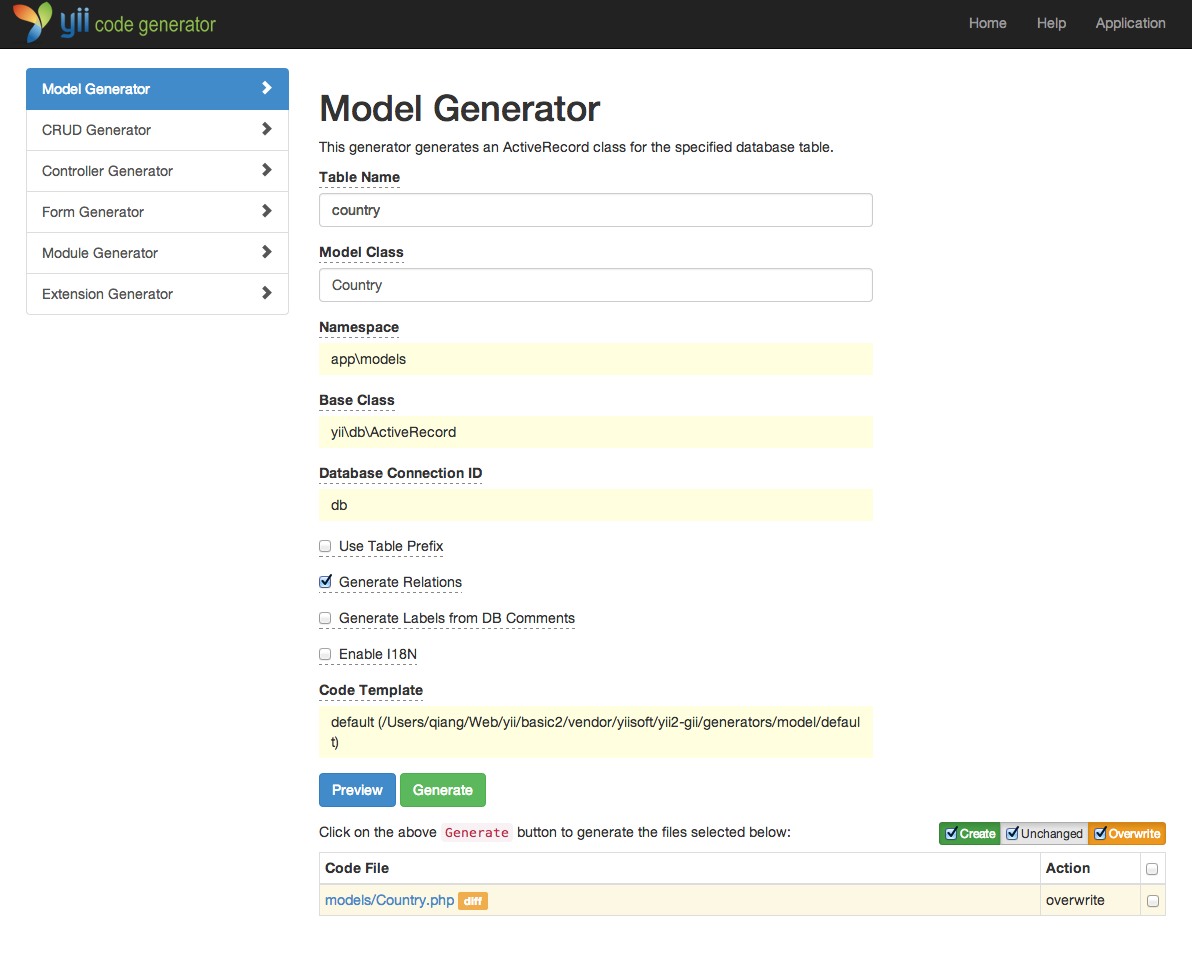 yii code generator
Home Help Application
Model Generator
CRUD Generator
Controller Generator
Form Generator
Module Generator
Extension Generator
Model Generator
This generator generates an ActiveRecord class for the specified database table.
Table Name
country
Model Class
Country
Namespace
app\models
Base Class
yii\db\ActiveRecord
Database Connection ID
db
Use Table Prefix
Generate Relations
Generate Labels from DB Comments
Enable I18N
Code Template
default (/Users/qiang/Web/yii/basic2/vendor/yiisoft/yii2-gii/generators/model/defaul
t)
Preview Generate
Click on the above Generate button to generate the files selected below:
Create Unchanged Overwrite
Code File Action
models/Country.php diff overwrite